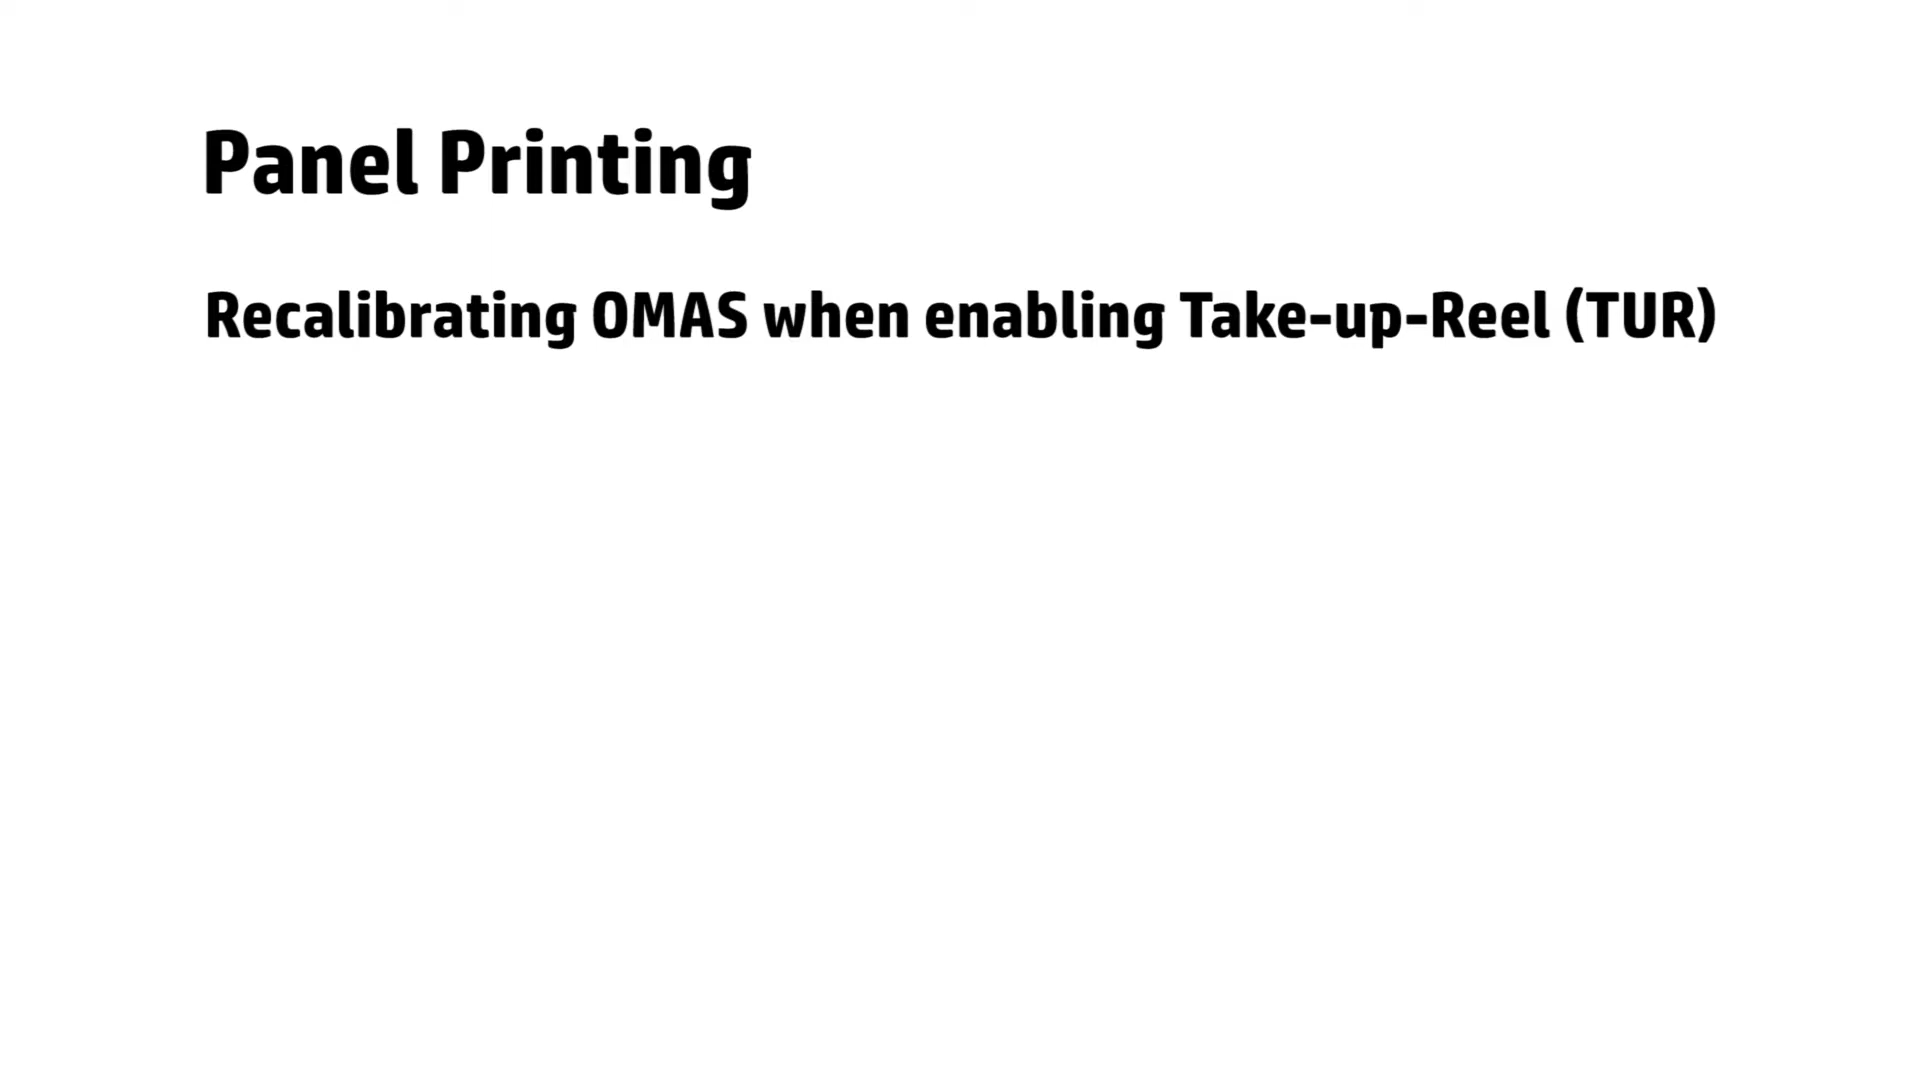 Panel Printing
Recalibrating OMAS when enabling Take-up-Reel (TUR)